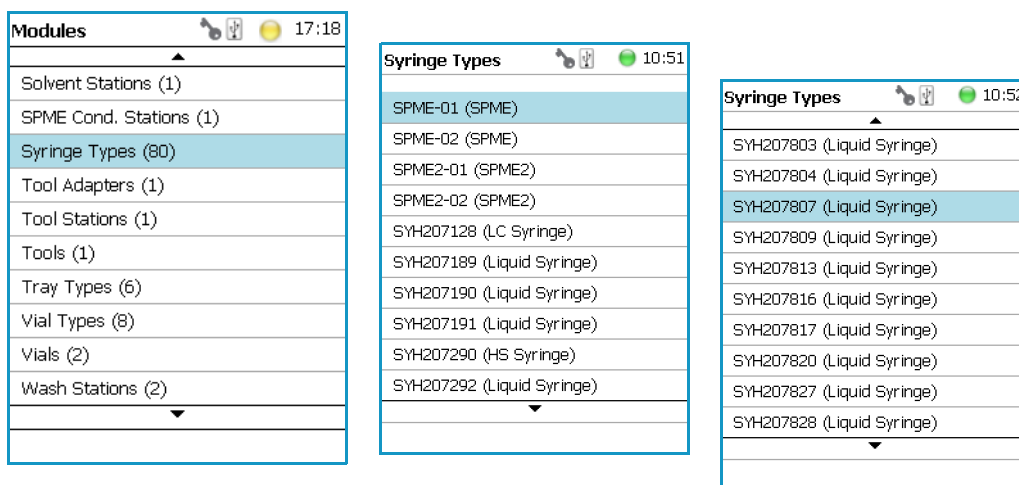 Modules 17:18
Solvent Stations (1)
SPME Cond. Stations (1)
Syringe Types (80)
Tool Adapters (1)
Tool Stations (1)
Tools (1)
Tray Types (6)
Vial Types (8)
Vials (2)
Wash Stations (2)
Syringe Types 10:51
SPME-01 (SPME)
SPME-02 (SPME)
SPME2-01 (SPME2)
SPME2-02 (SPME2)
SYH207128 (LC Syringe)
SYH207189 (Liquid Syringe)
SYH207190 (Liquid Syringe)
SYH207191 (Liquid Syringe)
SYH207290 (HS Syringe)
SYH207292 (Liquid Syringe)
Syringe Types 10:52
SYH207803 (Liquid Syringe)
SYH207804 (Liquid Syringe)
SYH207807 (Liquid Syringe)
SYH207809 (Liquid Syringe)
SYH207813 (Liquid Syringe)
SYH207816 (Liquid Syringe)
SYH207817 (Liquid Syringe)
SYH207820 (Liquid Syringe)
SYH207827 (Liquid Syringe)
SYH207828 (Liquid Syringe)